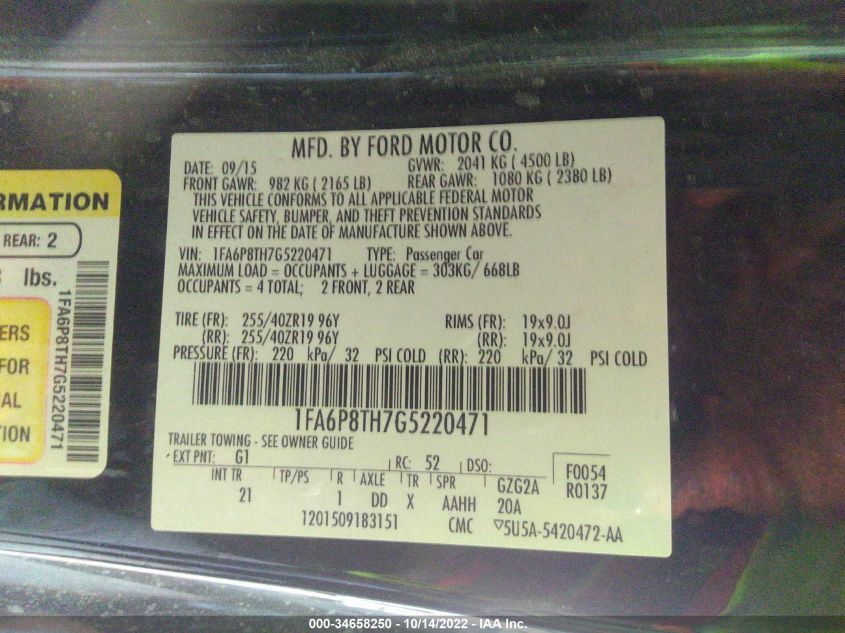 RMATION
REAR: 2
lbs.
ERS
FOR
AL
TION
1FA6P8TH7G5220471
MFD. BY FORD MOTOR CO.
DATE: 09/15 GVWR: 2041 KG ( 4500 LB)
FRONT GAWR: 982 KG ( 2165 LB) REAR GAWR: 1080 KG ( 2380 LB)
THIS VEHICLE CONFORMS TO ALL APPLICABLE FEDERAL MOTOR
VEHICLE SAFETY, BUMPER, AND THEFT PREVENTION STANDARDS
IN EFFECT ON THE DATE OF MANUFACTURE SHOWN ABOVE.
VIN: 1FA6P8TH7G5220471 TYPE: Passenger Car
MAXIMUM LOAD = OCCUPANTS + LUGGAGE = 303KG/ 668LB
OCCUPANTS = 4 TOTAL; 2 FRONT, 2 REAR
TIRE (FR): 255/40ZR19 96Y RIMS (FR): 19x9.0J
(RR): 255/40ZR19 96Y (RR): 19x9.0J
PRESSURE (FR): 220 kPa/ 32 PSI COLD (RR): 220 kPa/ 32 PSI COLD
1FA6P8TH7G5220471
TRAILER TOWING - SEE OWNER GUIDE
EXT PNT: G1 RC: 52 DSO: F0054
INT TR TP/PS R AXLE TR SPR GZG2A R0137
21 1 DD X AAHH 20A
1201509183151 CMC 5U5A-5420472-AA
000-34658250 - 10/14/2022 - IAA Inc.